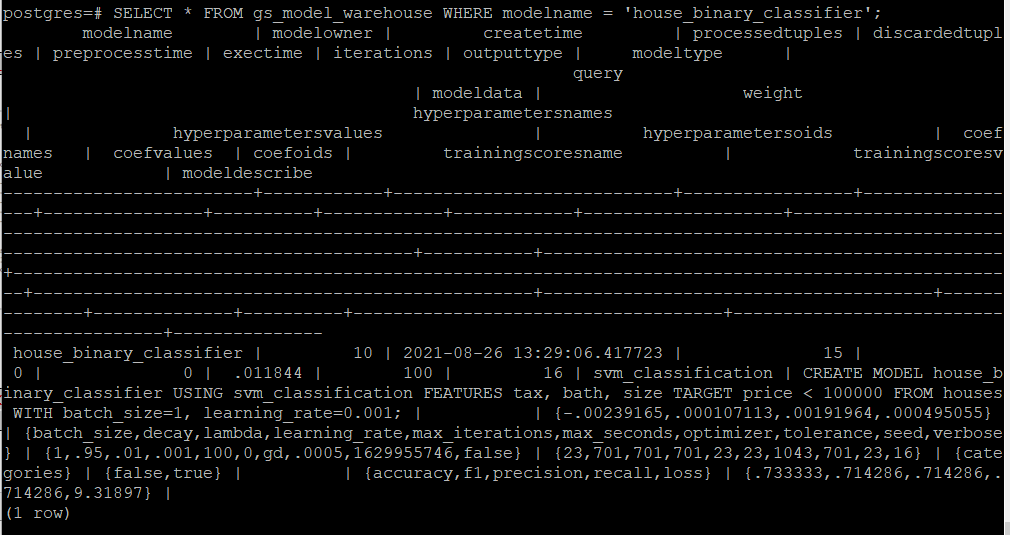 postgres=# SELECT * FROM gs_model_warehouse WHERE modelname = 'house_binary_classifier';
        modelname        | modelowner |         createtime         | processedtuples | discardedtupl
es | preprocesstime | exectime | iterations | outputtype |     modeltype      |
                                                         query
                                         | modeldata |                    weight
|                                        hyperparametersnames
  |              hyperparametersvalues               |          hyperparametersoids          |  coef
names   |  coefvalues  | coefoids |         trainingscoresname          |            trainingscoresv
alue            | modeldescribe
-------------------------+------------+----------------------------+-----------------+--------------
---+----------------+----------+------------+------------+--------------------+---------------------
----------------------------------------------------------------------------------------------------
-----------------------------------------+-----------+----------------------------------------------
+---------------------------------------------------------------------------------------------------
--+--------------------------------------------------+---------------------------------------+------
--------+--------------+----------+-------------------------------------+---------------------------
----------------+---------------
 house_binary_classifier |         10 | 2021-08-26 13:29:06.417723 |              15 |
0 |              0 |  .011844 |        100 |         16 | svm_classification | CREATE MODEL house_b
inary_classifier USING svm_classification FEATURES tax, bath, size TARGET price < 100000 FROM houses
 WITH batch_size=1, learning_rate=0.001; |           | {-.00239165,.000107113,.00191964,.000495055}
| {batch_size,decay,lambda,learning_rate,max_iterations,max_seconds,optimizer,tolerance,seed,verbose
} | {1,.95,.01,.001,100,0,gd,.0005,1629955746,false} | {23,701,701,701,23,23,1043,701,23,16} | {cate
gories} | {false,true} |          | {accuracy,f1,precision,recall,loss} | {.733333,.714286,.714286,.
714286,9.31897} |
(1 row)